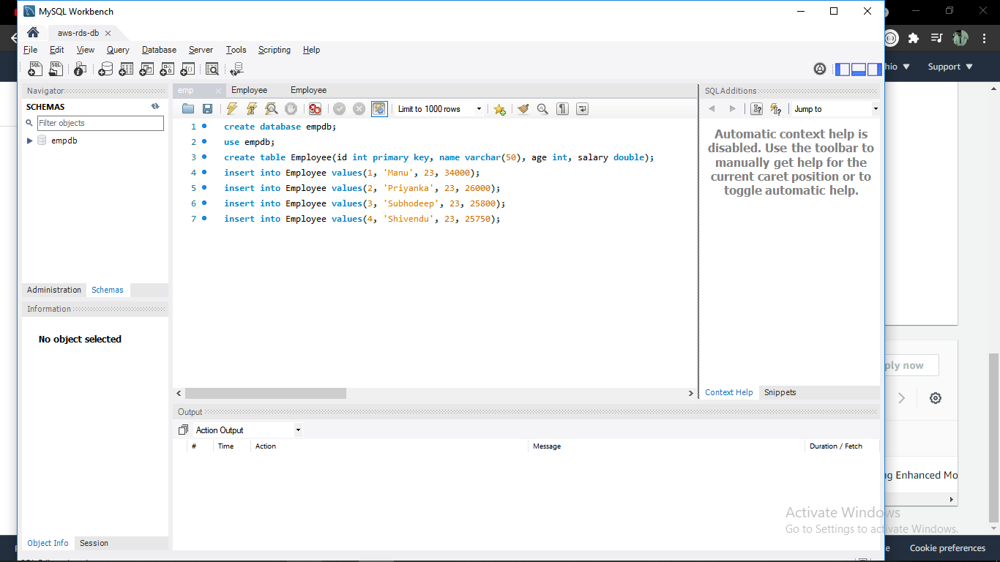 MySQL Workbench
aws-rds-db
File Edit View Query Database Server Tools Scripting Help
hio Support
Navigator
SCHEMAS
Filter objects
empdb
Administration Schemas
Information
No object selected
Object Info Session
emp Employee Employee
Limit to 1000 rows
1 create database empdb;
2 use empdb;
3 create table Employee(id int primary key, name varchar(50), age int, salary double);
4 insert into Employee values(1, 'Manu', 23, 34000);
5 insert into Employee values(2, 'Priyanka', 23, 26000);
6 insert into Employee values(3, 'Subhodeep', 23, 25800);
7 insert into Employee values(4, 'Shivendu', 23, 25750);
SQLAdditions
Jump to
Automatic context help is
disabled. Use the toolbar to
manually get help for the
current caret position or to
toggle automatic help.
Context Help Snippets
Output
Action Output
# Time Action Message Duration / Fetch
ply now
ng Enhanced Mo
Activate Windows
Go to Settings to activate Windows.
e Cookie preferences